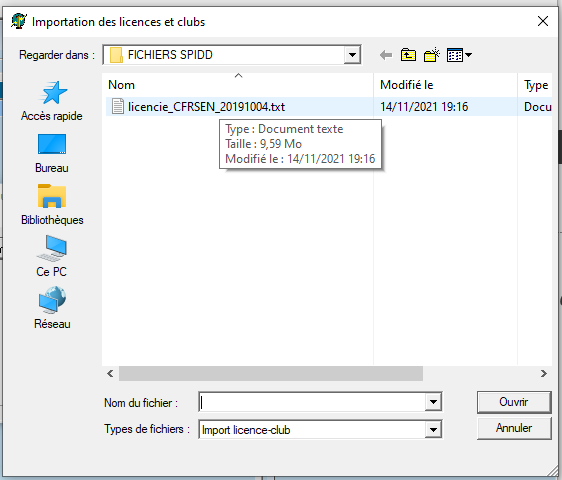 Importation des licences et clubs
Regarder dans : FICHIERS SPIDD
Accès rapide
Bureau
Bibliothèques
Ce PC
Réseau
Nom Modifié le Type
licencie_CFRSEN_20191004.txt 14/11/2021 19:16 Docu
Type : Document texte
Taille : 9,59 Mo
Modifié le : 14/11/2021 19:16
Nom du fichier : Ouvrir
Types de fichiers : Import licence-club Annuler